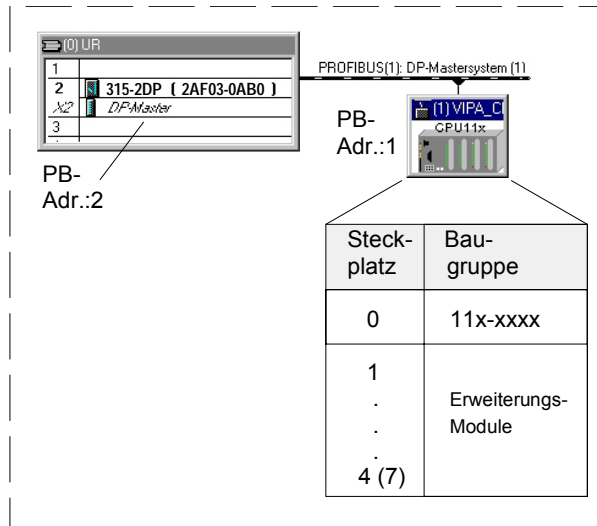 (0) UR
1
2 315-2DP ( 2AF03-0AB0 )
X2 DP-Master
3
PB-
Adr.:2
PROFIBUS(1): DP-Mastersystem (1)
PB-
Adr.:1
(1) VIPA_C
CPU11x
Steck-
platz
Bau-
gruppe
0 11x-xxxx
1
.
.
.
4 (7)
Erweiterungs-
Module